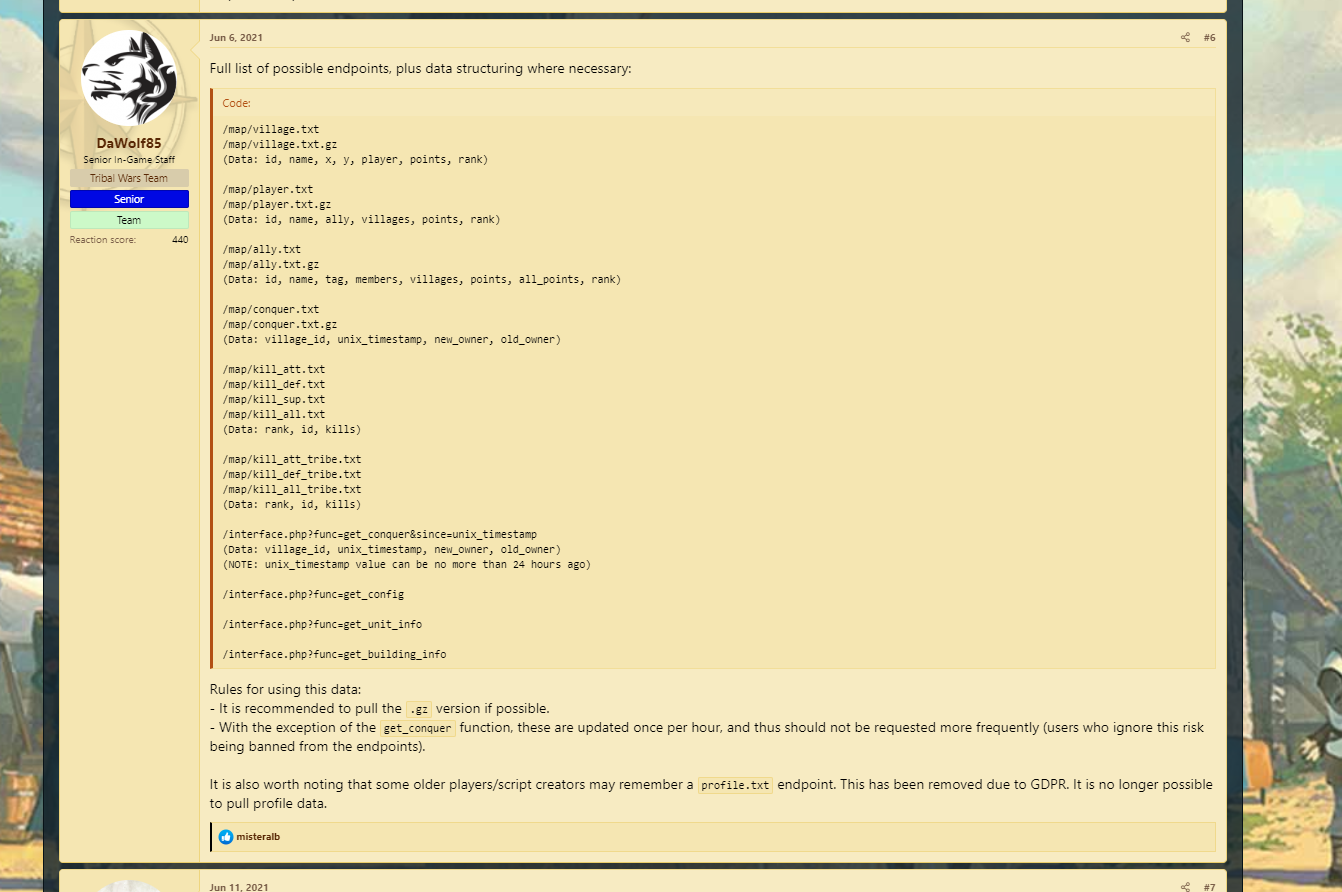 Jun 6, 2021
#6
DaWolf85
Senior In-Game Staff
Tribal Wars Team
Senior
Team
Reaction score: 440
Full list of possible endpoints, plus data structuring where necessary:
Code:
/map/village.txt
/map/village.txt.gz
(Data: id, name, x, y, player, points, rank)
/map/player.txt
/map/player.txt.gz
(Data: id, name, ally, villages, points, rank)
/map/ally.txt
/map/ally.txt.gz
(Data: id, name, tag, members, villages, points, all_points, rank)
/map/conquer.txt
/map/conquer.txt.gz
(Data: village_id, unix_timestamp, new_owner, old_owner)
/map/kill_att.txt
/map/kill_def.txt
/map/kill_sup.txt
/map/kill_all.txt
(Data: rank, id, kills)
/map/kill_att_tribe.txt
/map/kill_def_tribe.txt
/map/kill_all_tribe.txt
(Data: rank, id, kills)
/interface.php?func=get_conquer&since=unix_timestamp
(Data: village_id, unix_timestamp, new_owner, old_owner)
(NOTE: unix_timestamp value can be no more than 24 hours ago)
/interface.php?func=get_config
/interface.php?func=get_unit_info
/interface.php?func=get_building_info
Rules for using this data:
- It is recommended to pull the .gz version if possible.
- With the exception of the get_conquer function, these are updated once per hour, and thus should not be requested more frequently (users who ignore this risk
being banned from the endpoints).
It is also worth noting that some older players/script creators may remember a profile.txt endpoint. This has been removed due to GDPR. It is no longer possible
to pull profile data.
misteralb
Jun 11, 2021
#7